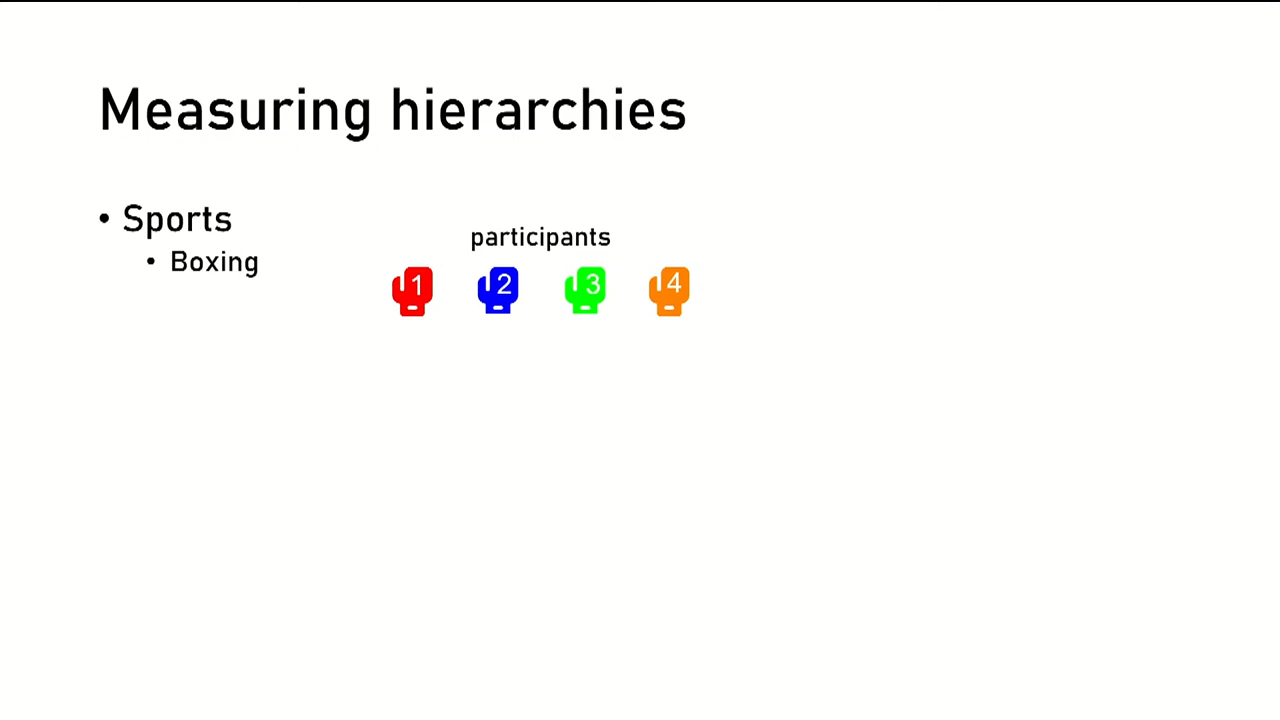 Measuring hierarchies
• Sports
participants
• Boxing
1 2 3 4